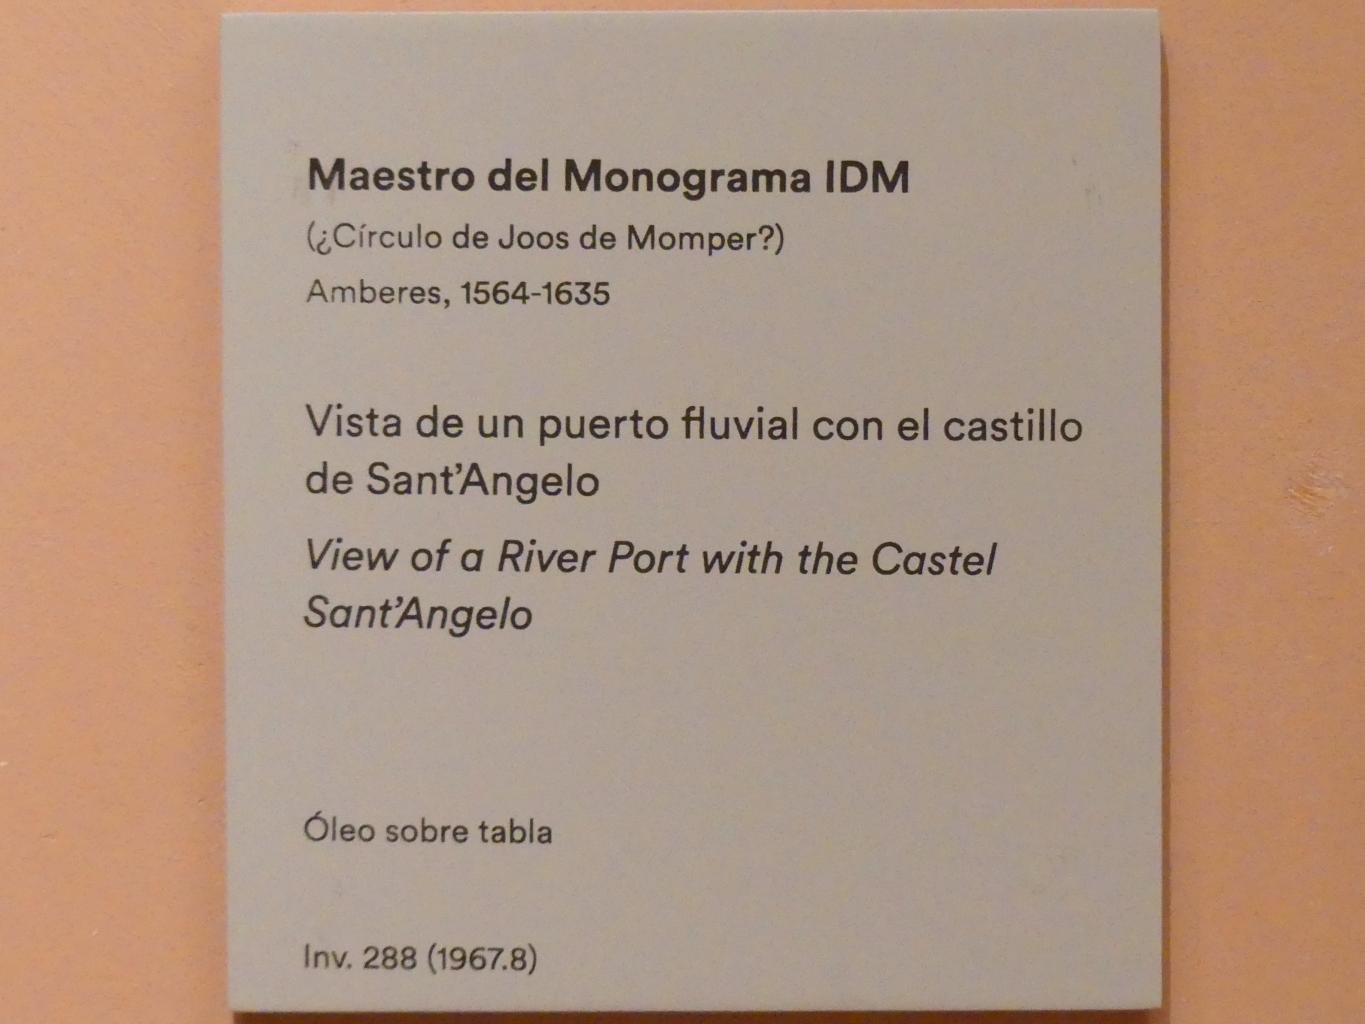 Maestro del Monograma IDM
(¿Círculo de Joos de Momper?)
Amberes, 1564-1635
Vista de un puerto fluvial con el castillo
de Sant’Angelo
View of a River Port with the Castel
Sant’Angelo
Óleo sobre tabla
Inv. 288 (1967.8)